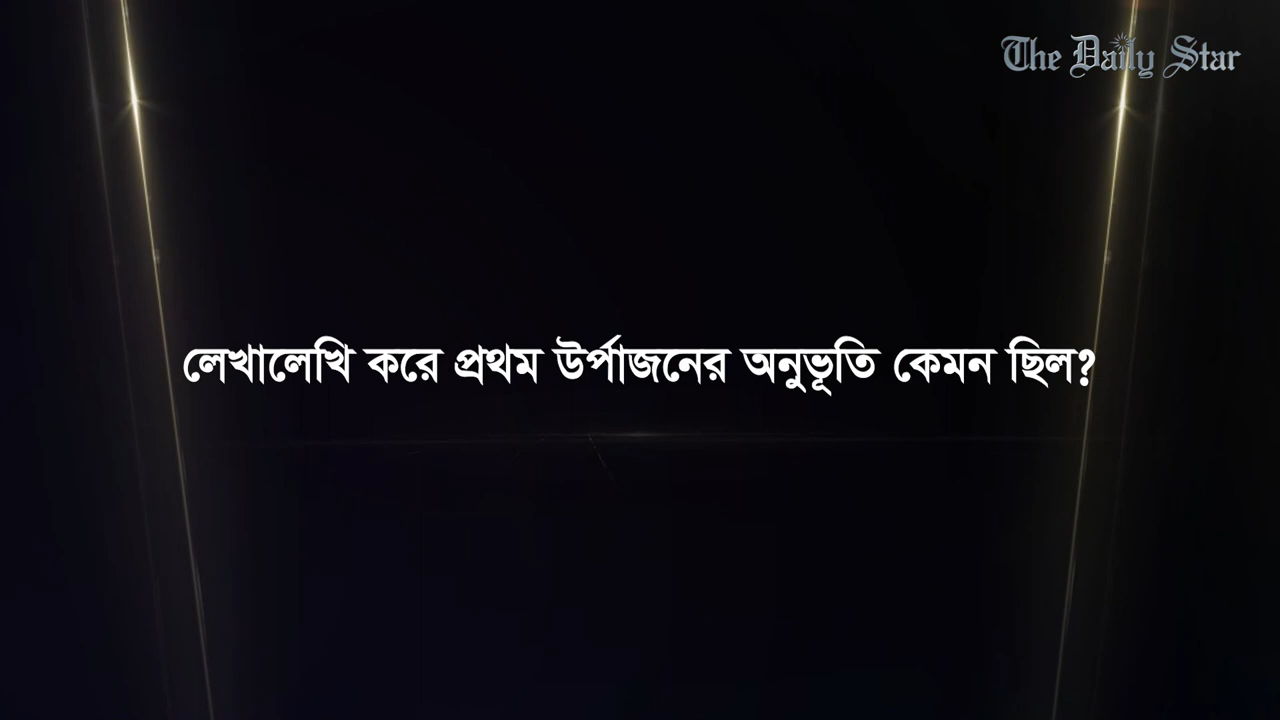 The Daily Star
লেখালেখি করে প্রথম উর্পাজনের অনুভূতি কেমন ছিল?